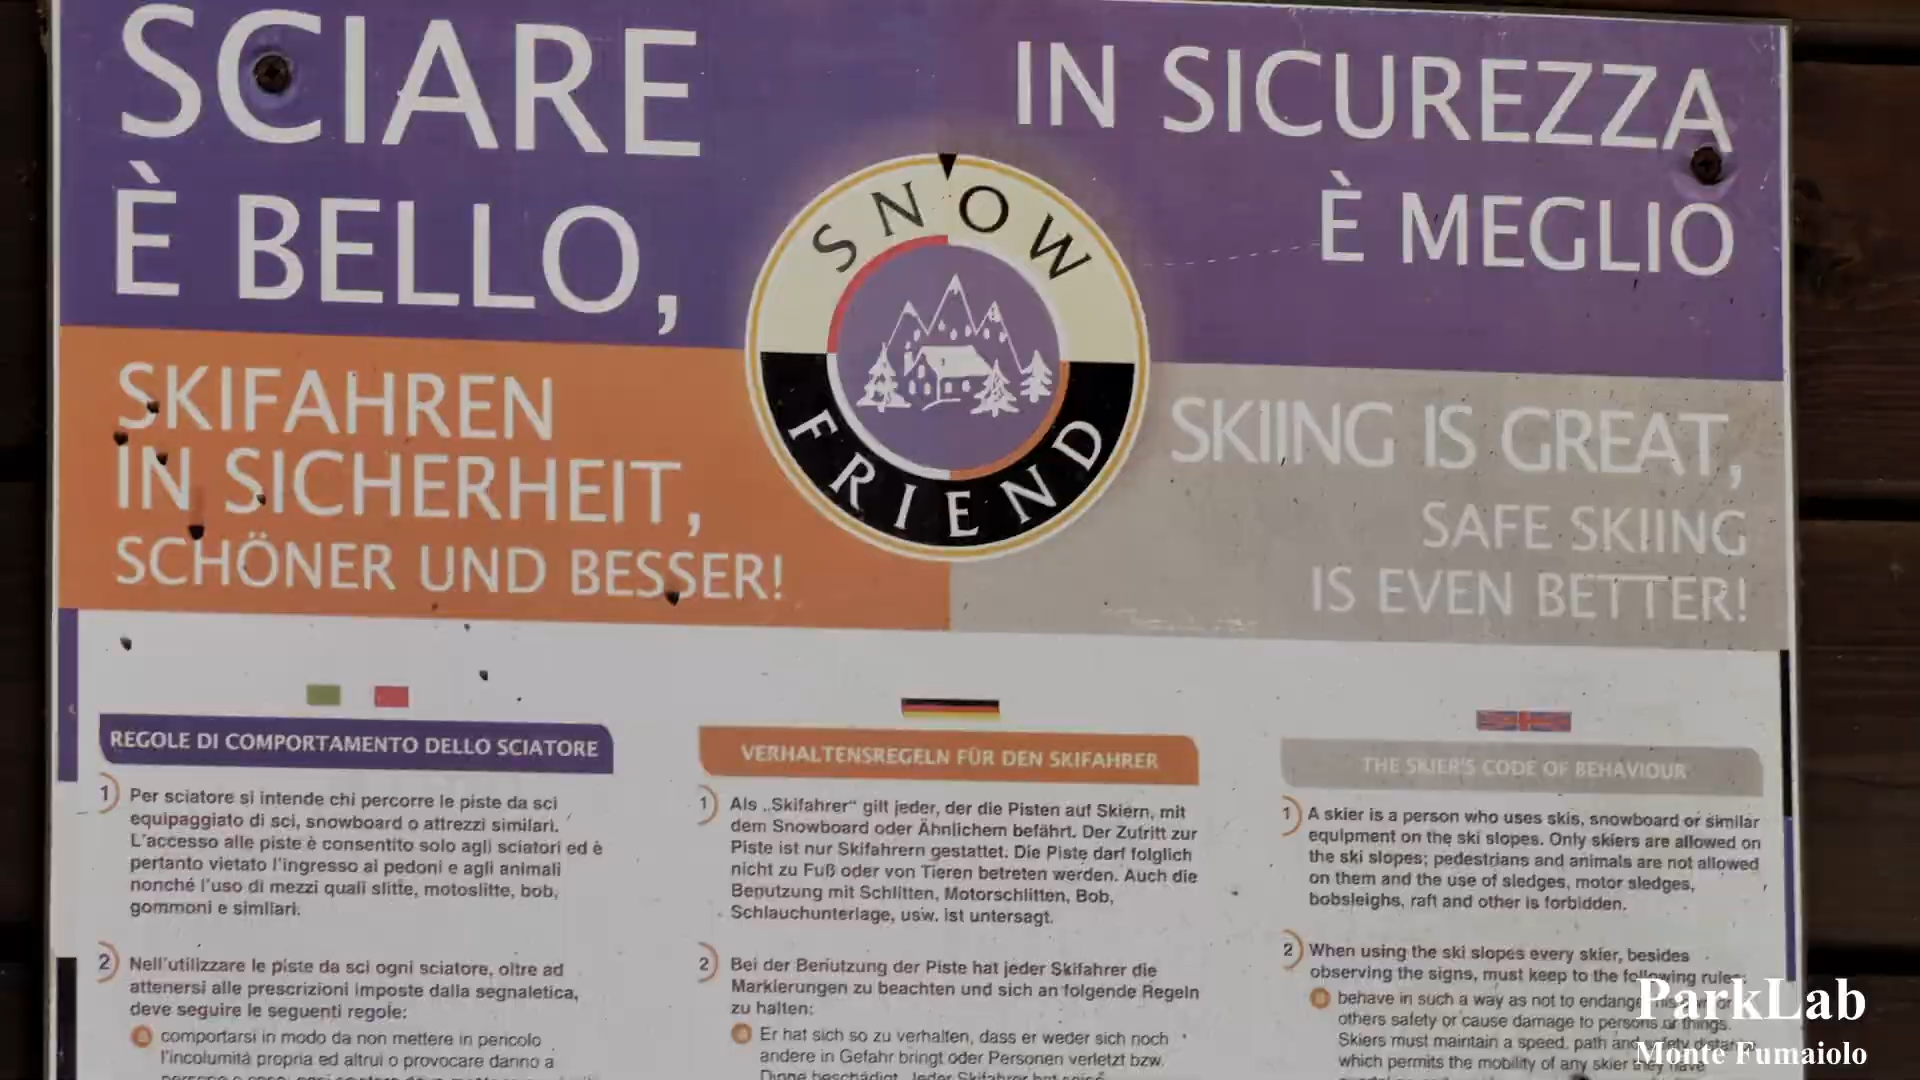 SCIARE
È BELLO,
IN SICUREZZA
È MEGLIO
SNOW
FRIEND
SKIFAHREN
IN SICHERHEIT,
SCHÖNER UND BESSER!
SKIING IS GREAT,
SAFE SKIING
IS EVEN BETTER!
REGOLE DI COMPORTAMENTO DELLO SCIATORE
1 Per sciatore si intende chi percorre le piste da sci
equipaggiato di sci, snowboard o attrezzi similari.
L'accesso alle piste è consentito solo agli sciatori ed è
pertanto vietato l'ingresso ai pedoni e agli animali
nonché l'uso di mezzi quali slitte, motoslitte, bob,
gommoni e similari.
2 Nell'utilizzare le piste da sci ogni sciatore, oltre ad
attenersi alle prescrizioni imposte dalla segnaletica,
deve seguire le seguenti regole:
comportarsi in modo da non mettere in pericolo
l'incolumità propria ed altrui o provocare danno a
VERHALTENSREGELN FÜR DEN SKIFAHRER
1 Als „Skifahrer“ gilt jeder, der die Pisten auf Skiern, mit
dem Snowboard oder Ähnlichem befährt. Der Zutritt zur
Piste ist nur Skifahrern gestattet. Die Piste darf folglich
nicht zu Fuß oder von Tieren betreten werden. Auch die
Benutzung mit Schlitten, Motorschlitten, Bob,
Schlauchunterlage, usw. ist untersagt.
2 Bei der Benutzung der Piste hat jeder Skifahrer die
Markierungen zu beachten und sich an folgende Regeln
zu halten:
Er hat sich so zu verhalten, dass er weder sich noch
andere in Gefahr bringt oder Personen verletzt bzw.
Dinge beschädigt. Jeder Skifahrer hat
THE SKIER'S CODE OF BEHAVIOUR
1 A skier is a person who uses skis, snowboard or similar
equipment on the ski slopes. Only skiers are allowed on
the ski slopes; pedestrians and animals are not allowed
on them and the use of sledges, motor sledges,
bobsleighs, raft and other is forbidden.
2 When using the ski slopes every skier, besides
observing the signs, must keep to the following rules:
behave in such a way as not to
others safety or cause damage to persons or things.
Skiers must maintain a speed, path and
which permits the mobility of any skier they have
ParkLab
Monte Fumaiolo